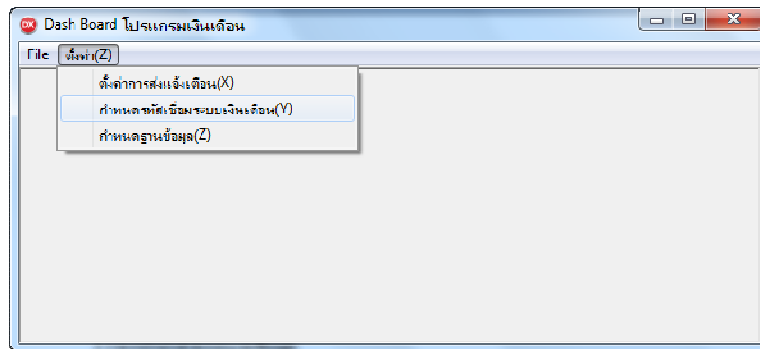 DX Dash Board โปรแกรมเงินเดือน
File ตั้งค่า(Z)
ตั้งค่าการส่งแจ้งเตือน(X)
กำหนดรหัสเชื่อมระบบเงินเดือน(Y)
กำหนดฐานข้อมูล(Z)